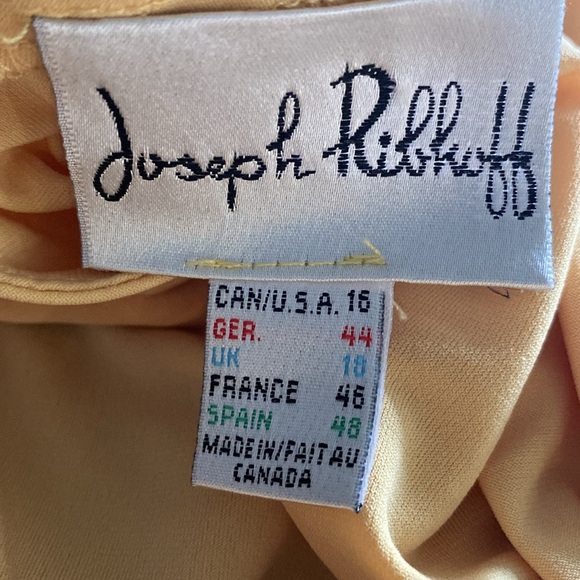 Joseph Ribkoff
CAN/U.S.A. 16
GER. 44
UK 18
FRANCE 46
SPAIN 48
MADE IN/FAIT AU
CANADA